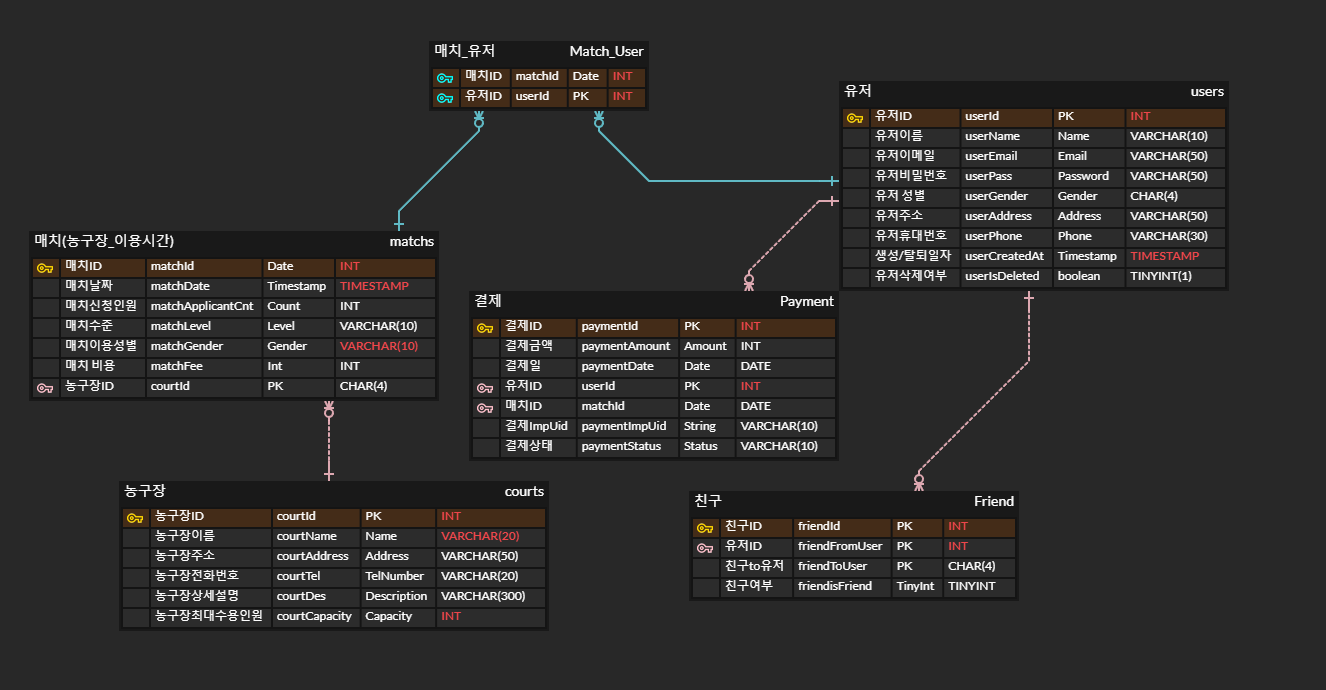 매치_유저 Match_User
매치ID matchId Date INT
유저ID userId PK INT
유저 users
유저ID userId PK INT
유저이름 userName Name VARCHAR(10)
유저이메일 userEmail Email VARCHAR(50)
유저비밀번호 userPass Password VARCHAR(50)
유저 성별 userGender Gender CHAR(4)
유저주소 userAddress Address VARCHAR(50)
유저휴대번호 userPhone Phone VARCHAR(30)
생성/탈퇴일자 userCreatedAt Timestamp TIMESTAMP
유저삭제여부 userIsDeleted boolean TINYINT(1)
매치(농구장_이용시간) matchs
매치ID matchId Date INT
매치날짜 matchDate Timestamp TIMESTAMP
매치신청인원 matchApplicantCnt Count INT
매치수준 matchLevel Level VARCHAR(10)
매치이용성별 matchGender Gender VARCHAR(10)
매치 비용 matchFee Int INT
농구장ID courtId PK CHAR(4)
결제 Payment
결제ID paymentId PK INT
결제금액 paymentAmount Amount INT
결제일 paymentDate Date DATE
유저ID userId PK INT
매치ID matchId Date DATE
결제ImpUid paymentImpUid String VARCHAR(10)
결제상태 paymentStatus Status VARCHAR(10)
농구장 courts
농구장ID courtId PK INT
농구장이름 courtName Name VARCHAR(20)
농구장주소 courtAddress Address VARCHAR(50)
농구장전화번호 courtTel TelNumber VARCHAR(20)
농구장상세설명 courtDes Description VARCHAR(300)
농구장최대수용인원 courtCapacity Capacity INT
친구 Friend
친구ID friendId PK INT
유저ID friendFromUser PK INT
친구to유저 friendToUser PK CHAR(4)
친구여부 friendisFriend TinyInt TINYINT